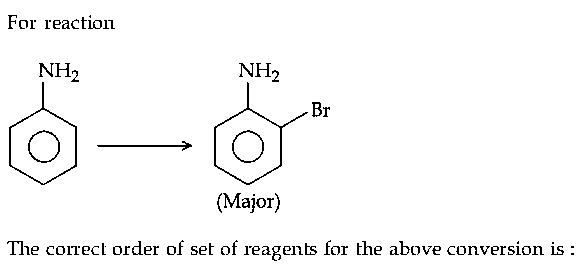 For reaction
NH2 NH2
Br
(Major)
The correct order of set of reagents for the above conversion is :